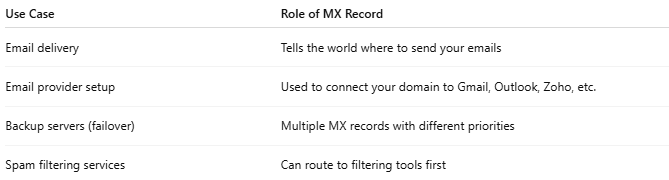 Use Case Role of MX Record
Email delivery Tells the world where to send your emails
Email provider setup Used to connect your domain to Gmail, Outlook, Zoho, etc.
Backup servers (failover) Multiple MX records with different priorities
Spam filtering services Can route to filtering tools first